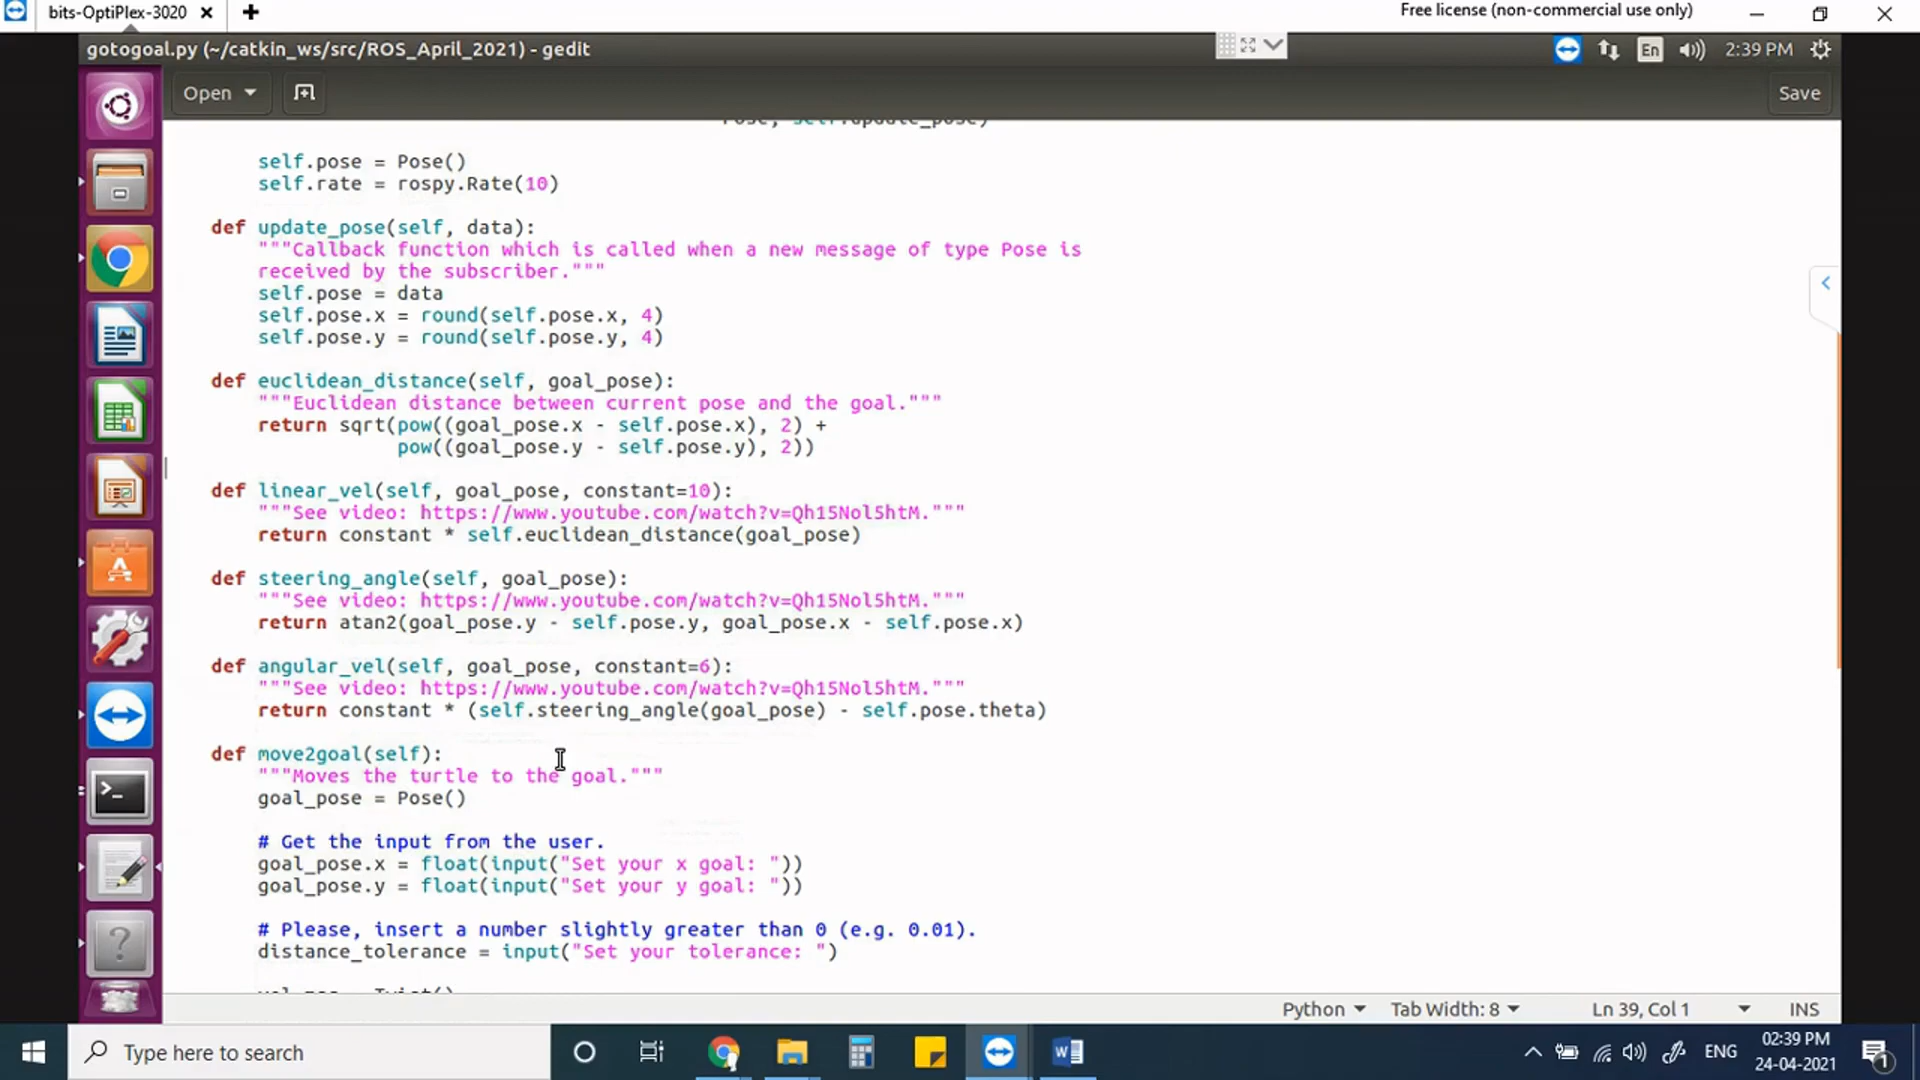 bits-OptiPlex-3020
Free license (non-commercial use only)
gotogoal.py (~/catkin_ws/src/ROS_April_2021) - gedit
En
2:39 PM
Open
Save
self.pose = Pose()
self.rate = rospy.Rate(10)
def update_pose(self, data):
"""Callback function which is called when a new message of type Pose is
received by the subscriber."""
self.pose = data
self.pose.x = round(self.pose.x, 4)
self.pose.y = round(self.pose.y, 4)
def euclidean_distance(self, goal_pose):
"""Euclidean distance between current pose and the goal."""
return sqrt(pow((goal_pose.x - self.pose.x), 2) +
pow((goal_pose.y - self.pose.y), 2))
def linear_vel(self, goal_pose, constant=10):
"""See video: https://www.youtube.com/watch?v=Qh15Nol5htM."""
return constant * self.euclidean_distance(goal_pose)
def steering_angle(self, goal_pose):
"""See video: https://www.youtube.com/watch?v=Qh15Nol5htM."""
return atan2(goal_pose.y - self.pose.y, goal_pose.x - self.pose.x)
def angular_vel(self, goal_pose, constant=6):
"""See video: https://www.youtube.com/watch?v=Qh15Nol5htM."""
return constant * (self.steering_angle(goal_pose) - self.pose.theta)
def move2goal(self):
"""Moves the turtle to the goal."""
goal_pose = Pose()
# Get the input from the user.
goal_pose.x = float(input("Set your x goal: "))
goal_pose.y = float(input("Set your y goal: "))
# Please, insert a number slightly greater than 0 (e.g. 0.01).
distance_tolerance = input("Set your tolerance: ")
Python
Tab Width: 8
Ln 39, Col 1
INS
Type here to search
ENG
02:39 PM
24-04-2021
1